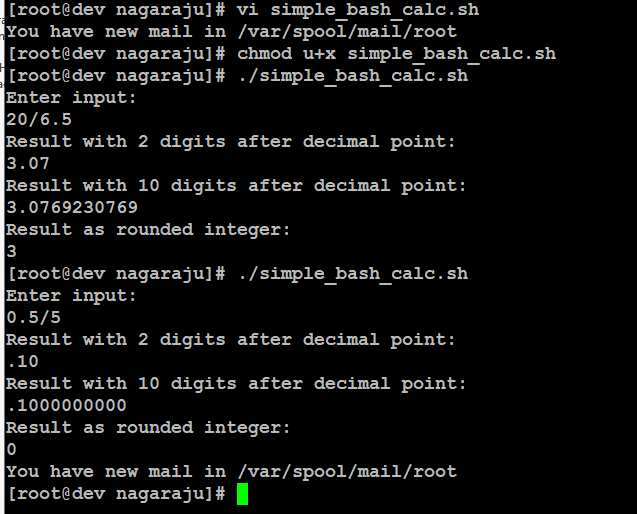 [root@dev nagaraju]# vi simple_bash_calc.sh
You have new mail in /var/spool/mail/root
[root@dev nagaraju]# chmod u+x simple_bash_calc.sh
[root@dev nagaraju]# ./simple_bash_calc.sh
Enter input:
20/6.5
Result with 2 digits after decimal point:
3.07
Result with 10 digits after decimal point:
3.0769230769
Result as rounded integer:
3
[root@dev nagaraju]# ./simple_bash_calc.sh
Enter input:
0.5/5
Result with 2 digits after decimal point:
.10
Result with 10 digits after decimal point:
.1000000000
Result as rounded integer:
0
You have new mail in /var/spool/mail/root
[root@dev nagaraju]#